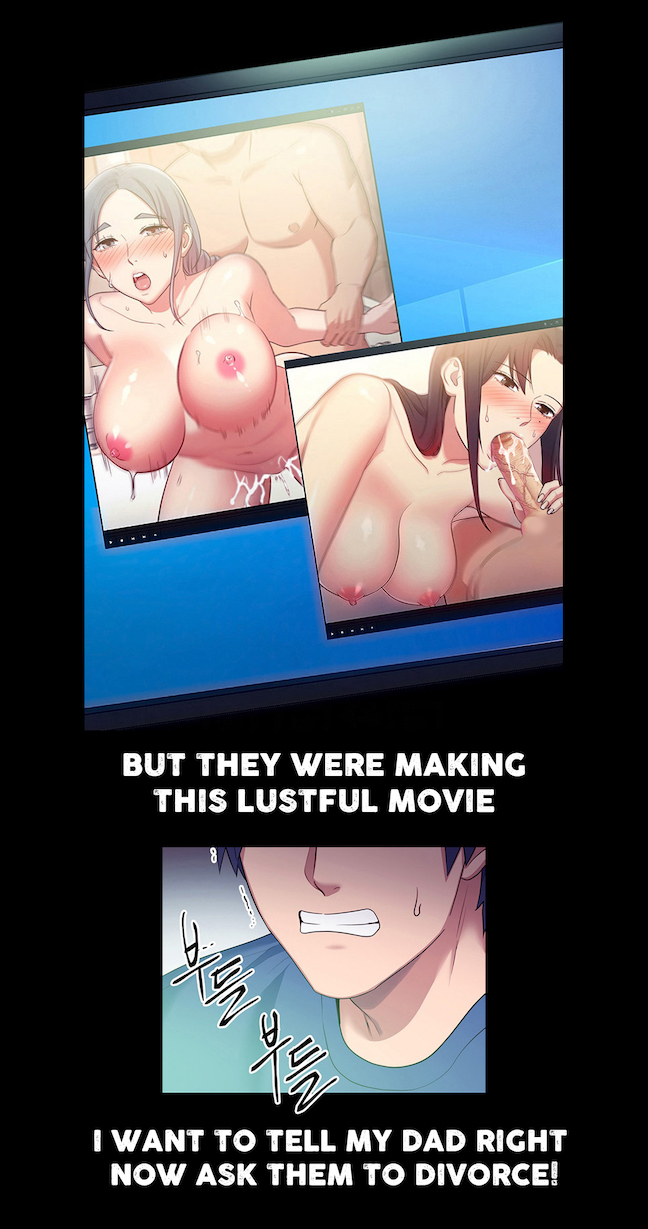 BUT THEY WERE MAKING
THIS LUSTFUL MOVIE
부들
부들
I WANT TO TELL MY DAD RIGHT
NOW ASK THEM TO DIVORCE!